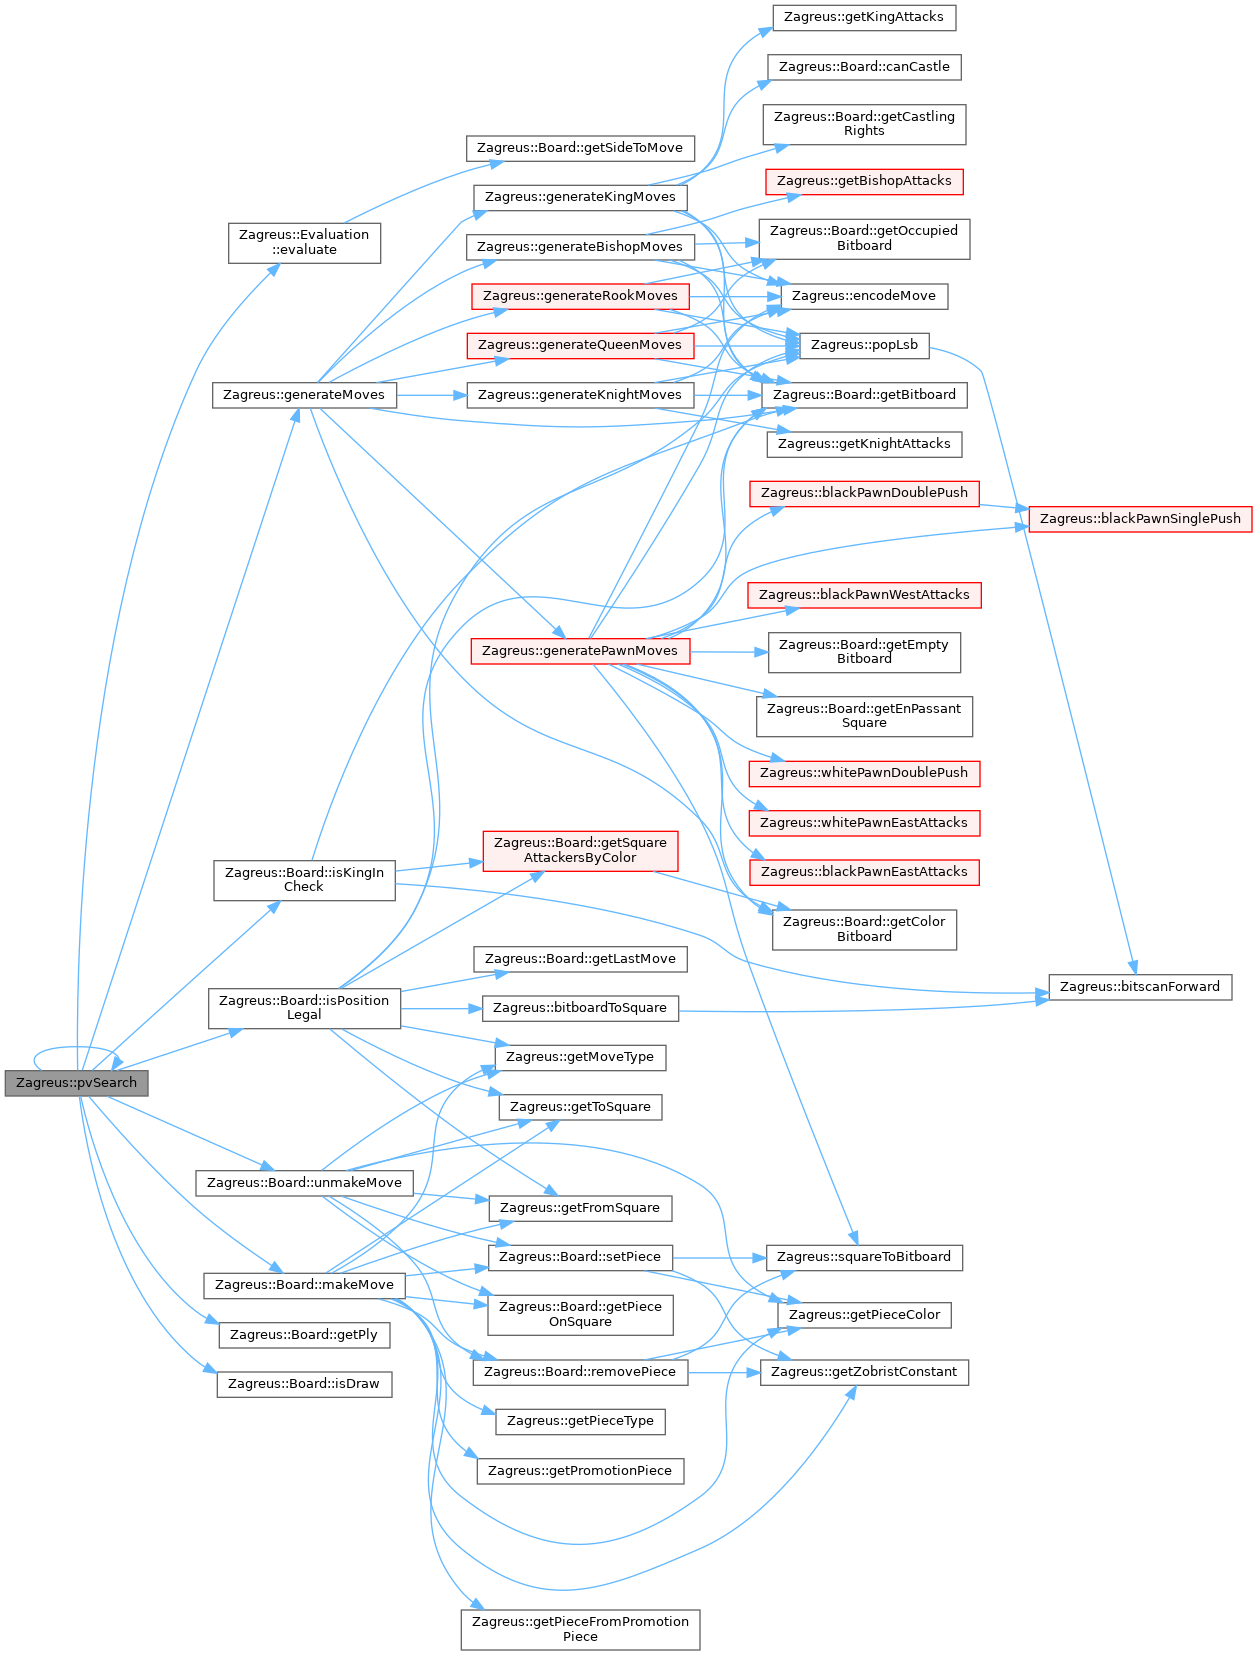 Zagreus::getKingAttacks
Zagreus::Board::canCastle
Zagreus::Board::getCastling
Rights
Zagreus::Board::getSideToMove
Zagreus::getBishopAttacks
Zagreus::generateKingMoves
Zagreus::Evaluation
::evaluate
Zagreus::generateBishopMoves
Zagreus::Board::getOccupied
Bitboard
Zagreus::generateRookMoves
Zagreus::encodeMove
Zagreus::generateQueenMoves
Zagreus::popLsb
Zagreus::generateMoves
Zagreus::generateKnightMoves
Zagreus::Board::getBitboard
Zagreus::getKnightAttacks
Zagreus::blackPawnDoublePush
Zagreus::blackPawnSinglePush
Zagreus::blackPawnWestAttacks
Zagreus::generatePawnMoves
Zagreus::Board::getEmpty
Bitboard
Zagreus::Board::getEnPassant
Square
Zagreus::whitePawnDoublePush
Zagreus::whitePawnEastAttacks
Zagreus::Board::getSquare
AttackersByColor
Zagreus::Board::isKingIn
Check
Zagreus::blackPawnEastAttacks
Zagreus::Board::getColor
Bitboard
Zagreus::Board::getLastMove
Zagreus::bitscanForward
Zagreus::Board::isPosition
Legal
Zagreus::bitboardToSquare
Zagreus::getMoveType
Zagreus::pvSearch
Zagreus::getToSquare
Zagreus::Board::unmakeMove
Zagreus::getFromSquare
Zagreus::Board::setPiece
Zagreus::squareToBitboard
Zagreus::Board::makeMove
Zagreus::Board::getPiece
OnSquare
Zagreus::getPieceColor
Zagreus::Board::getPly
Zagreus::Board::removePiece
Zagreus::getZobristConstant
Zagreus::Board::isDraw
Zagreus::getPieceType
Zagreus::getPromotionPiece
Zagreus::getPieceFromPromotion
Piece